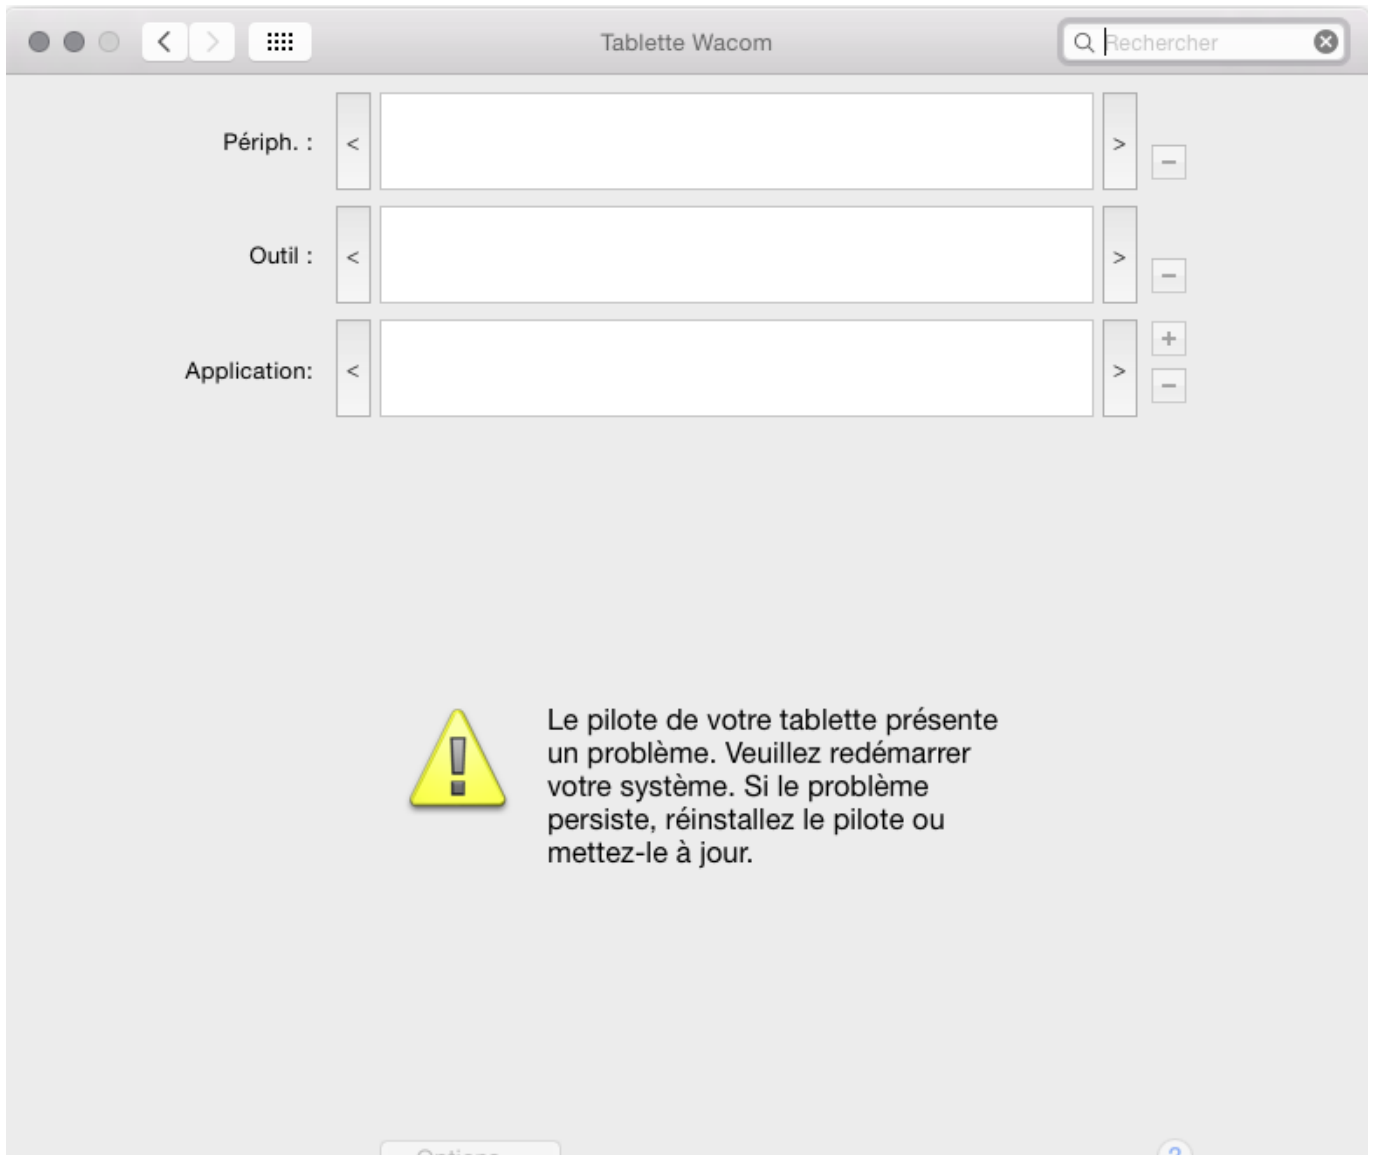 Tablette Wacom
Rechercher
Périph. :
<
>
−
Outil :
<
>
−
Application:
<
>
+
−
Le pilote de votre tablette présente
un problème. Veuillez redémarrer
votre système. Si le problème
persiste, réinstallez le pilote ou
mettez-le à jour.